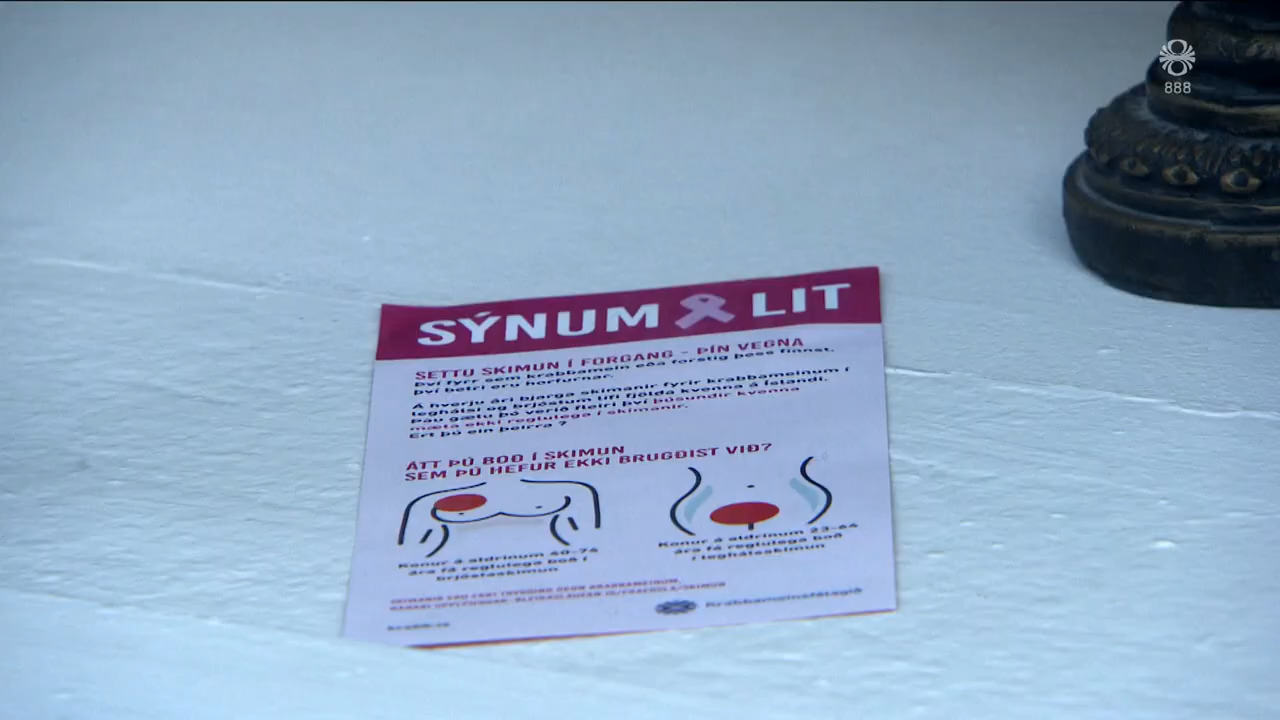 888
SÝNUM LIT
SETTU SKIMUN Í FORGANG - ÞÍN VEGNA
Því fyrr sem krabbamein eða forstig þess finnst,
því betri eru horfurnar.
Á hverju ári bjarga skimanir fyrir krabbameinum í
leghálsi og brjóstum lífi fjölda kvenna á Íslandi.
Þau gætu þó verið fleiri því þúsundir kvenna
mæta ekki reglulega í skimanir.
Ert þú ein þeirra ?
ÁTT ÞÚ BOÐ Í SKIMUN
SEM ÞÚ HEFUR EKKI BRUGÐIST VIÐ?
Konur á aldrinum 40-74
ára fá reglulega boð í
brjóstaskimun
Konur á aldrinum 23-64
ára fá reglulega boð
í leghálsskimun
Krabbameinsfélagið